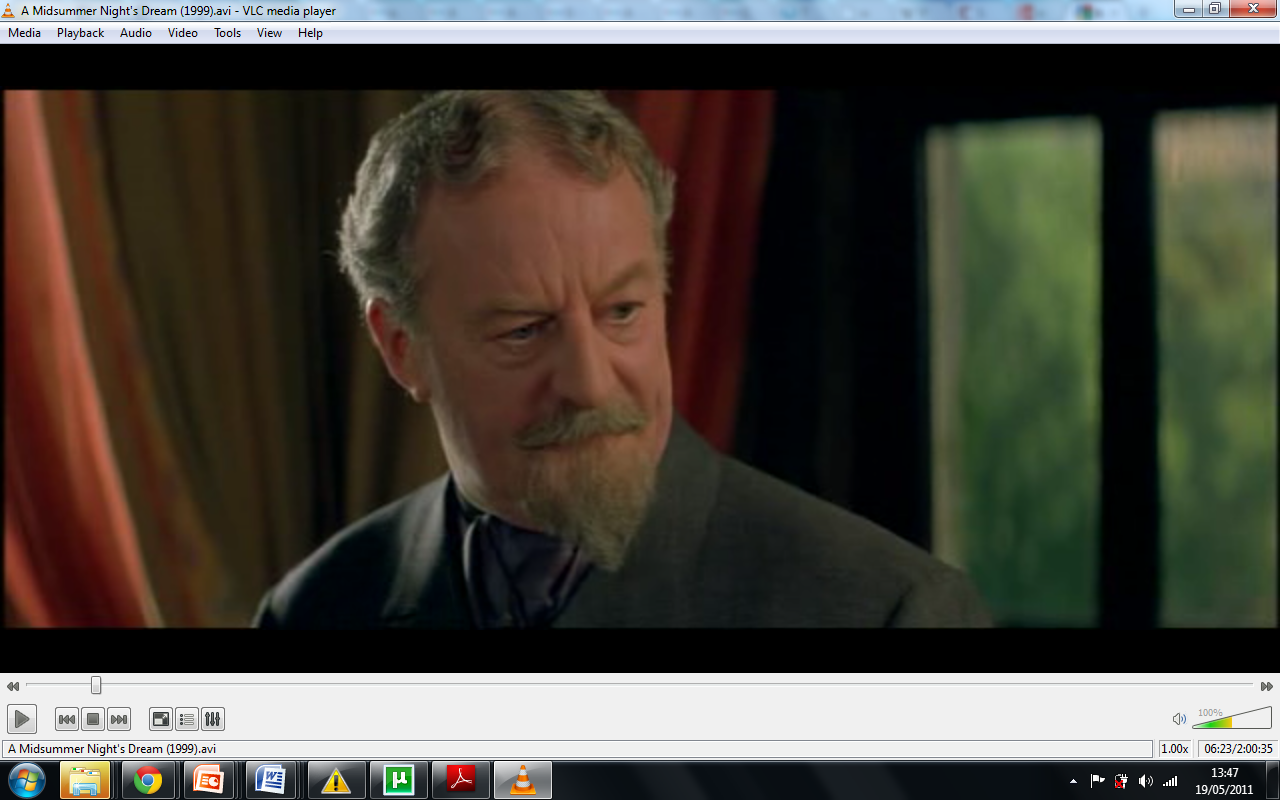 A Midsummer Night's Dream (1999).avi - VLC media player
Media Playback Audio Video Tools View Help
100%
A Midsummer Night's Dream (1999).avi 1.00x 06:23/2:00:35
13:47
19/05/2011